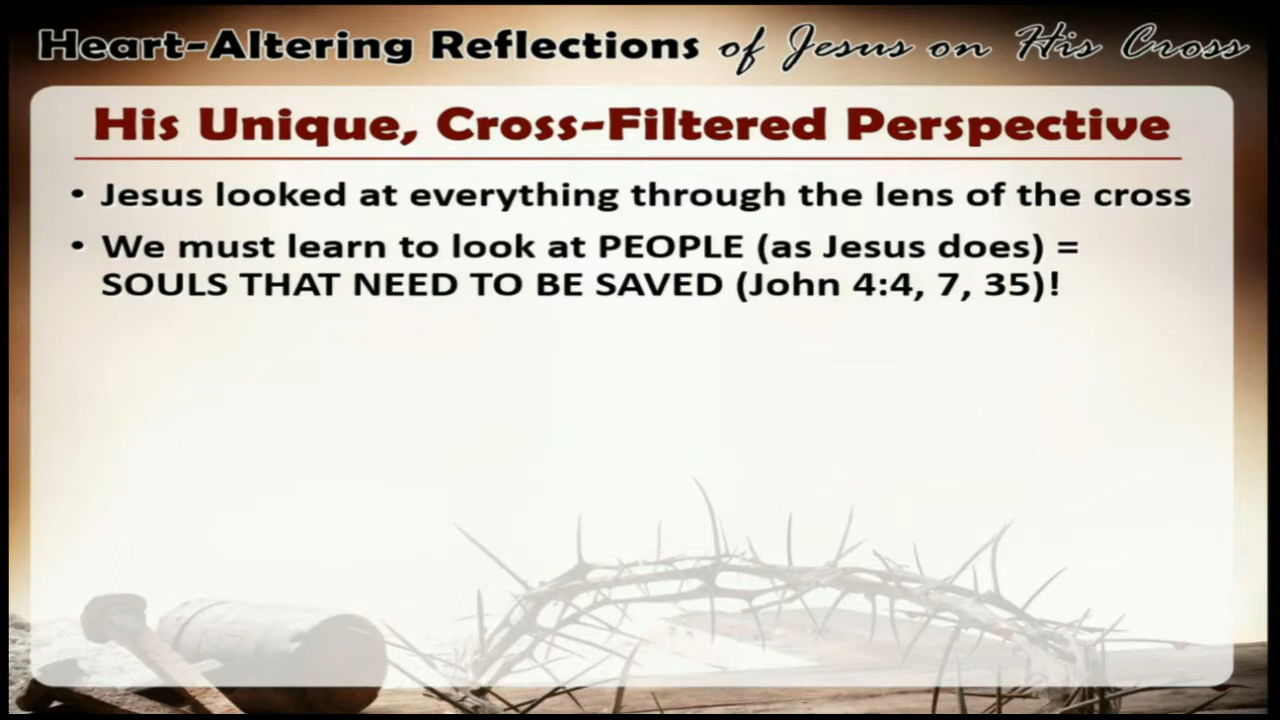 Heart-Altering Reflections of Jesus on His Cross
His Unique, Cross-Filtered Perspective
• Jesus looked at everything through the lens of the cross
• We must learn to look at PEOPLE (as Jesus does) =
SOULS THAT NEED TO BE SAVED (John 4:4, 7, 35)!